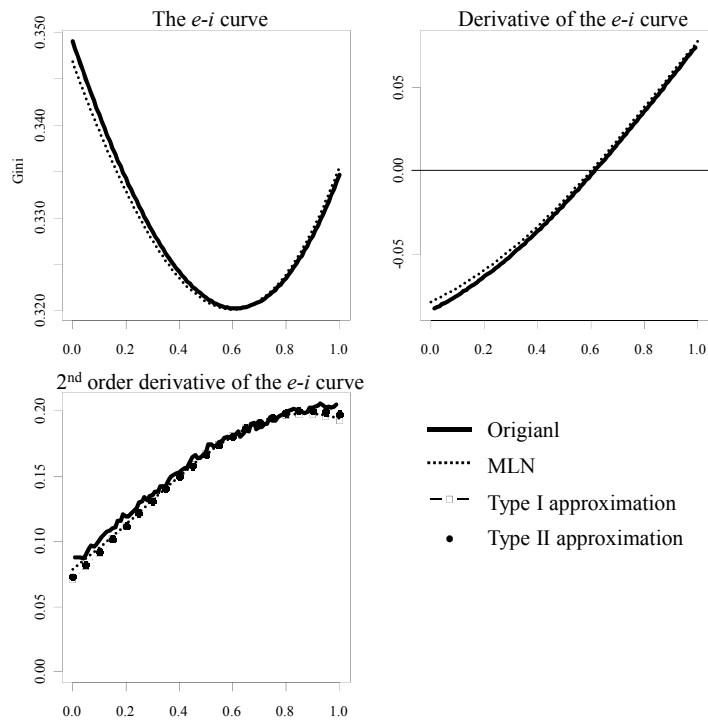 The e-i curve
Derivative of the e-i curve
0.350
0.340
0.330
0.320
Gini
0.0 0.2 0.4 0.6 0.8 1.0
0.05
0.00
-0.05
0.0 0.2 0.4 0.6 0.8 1.0
2nd order derivative of the e-i curve
0.20
0.15
0.10
0.05
0.00
0.0 0.2 0.4 0.6 0.8 1.0
Origianl
MLN
Type I approximation
Type II approximation